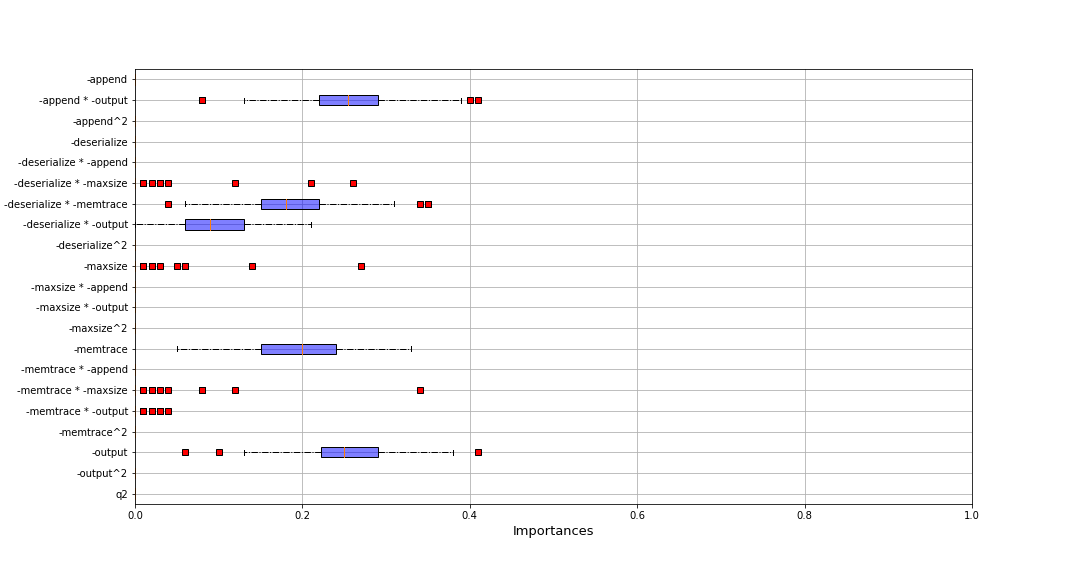 -append
-append * -output
-append^2
-deserialize
-deserialize * -append
-deserialize * -maxsize
-deserialize * -memtrace
-deserialize * -output
-deserialize^2
-maxsize
-maxsize * -append
-maxsize * -output
-maxsize^2
-memtrace
-memtrace * -append
-memtrace * -maxsize
-memtrace * -output
-memtrace^2
-output
-output^2
q2
0.0 0.2 0.4 0.6 0.8 1.0
Importances